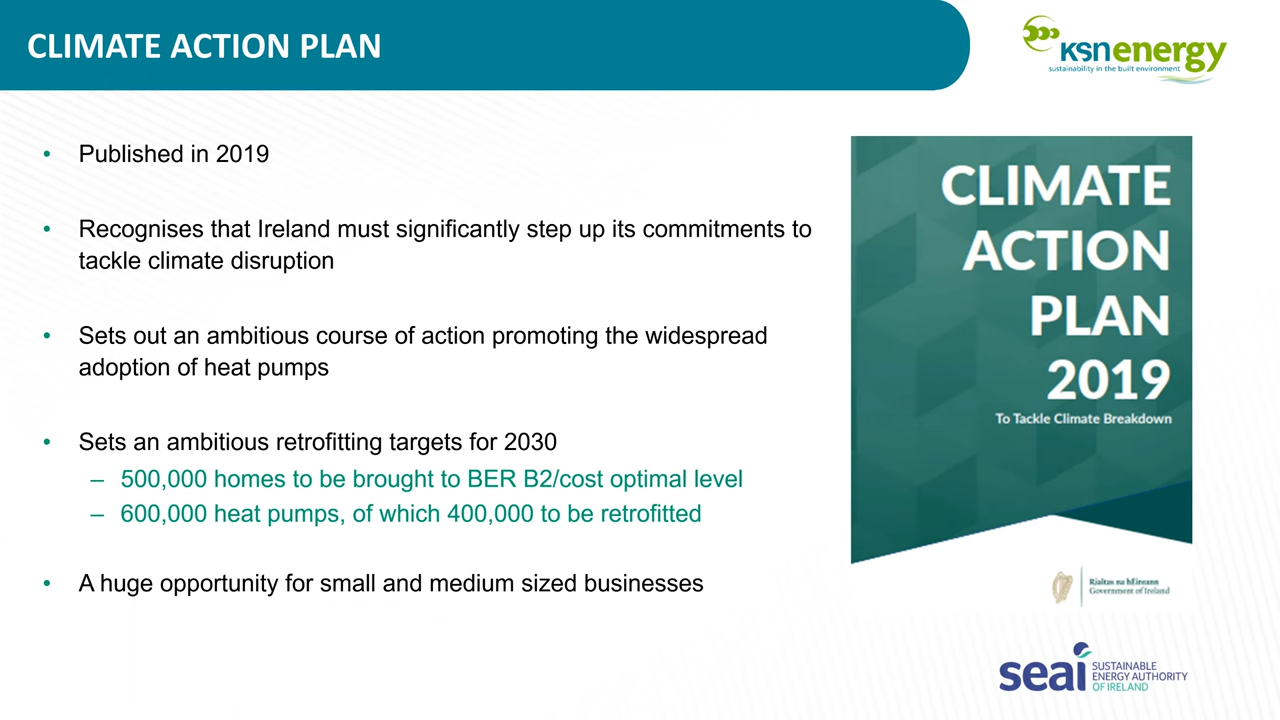 CLIMATE ACTION PLAN
KSNenergy
sustainability in the built environment
• Published in 2019
• Recognises that Ireland must significantly step up its commitments to
tackle climate disruption
• Sets out an ambitious course of action promoting the widespread
adoption of heat pumps
• Sets an ambitious retrofitting targets for 2030
– 500,000 homes to be brought to BER B2/cost optimal level
– 600,000 heat pumps, of which 400,000 to be retrofitted
• A huge opportunity for small and medium sized businesses
CLIMATE
ACTION
PLAN
2019
To Tackle Climate Breakdown
Rialtas na hÉireann
Government of Ireland
seai
SUSTAINABLE
ENERGY AUTHORITY
OF IRELAND